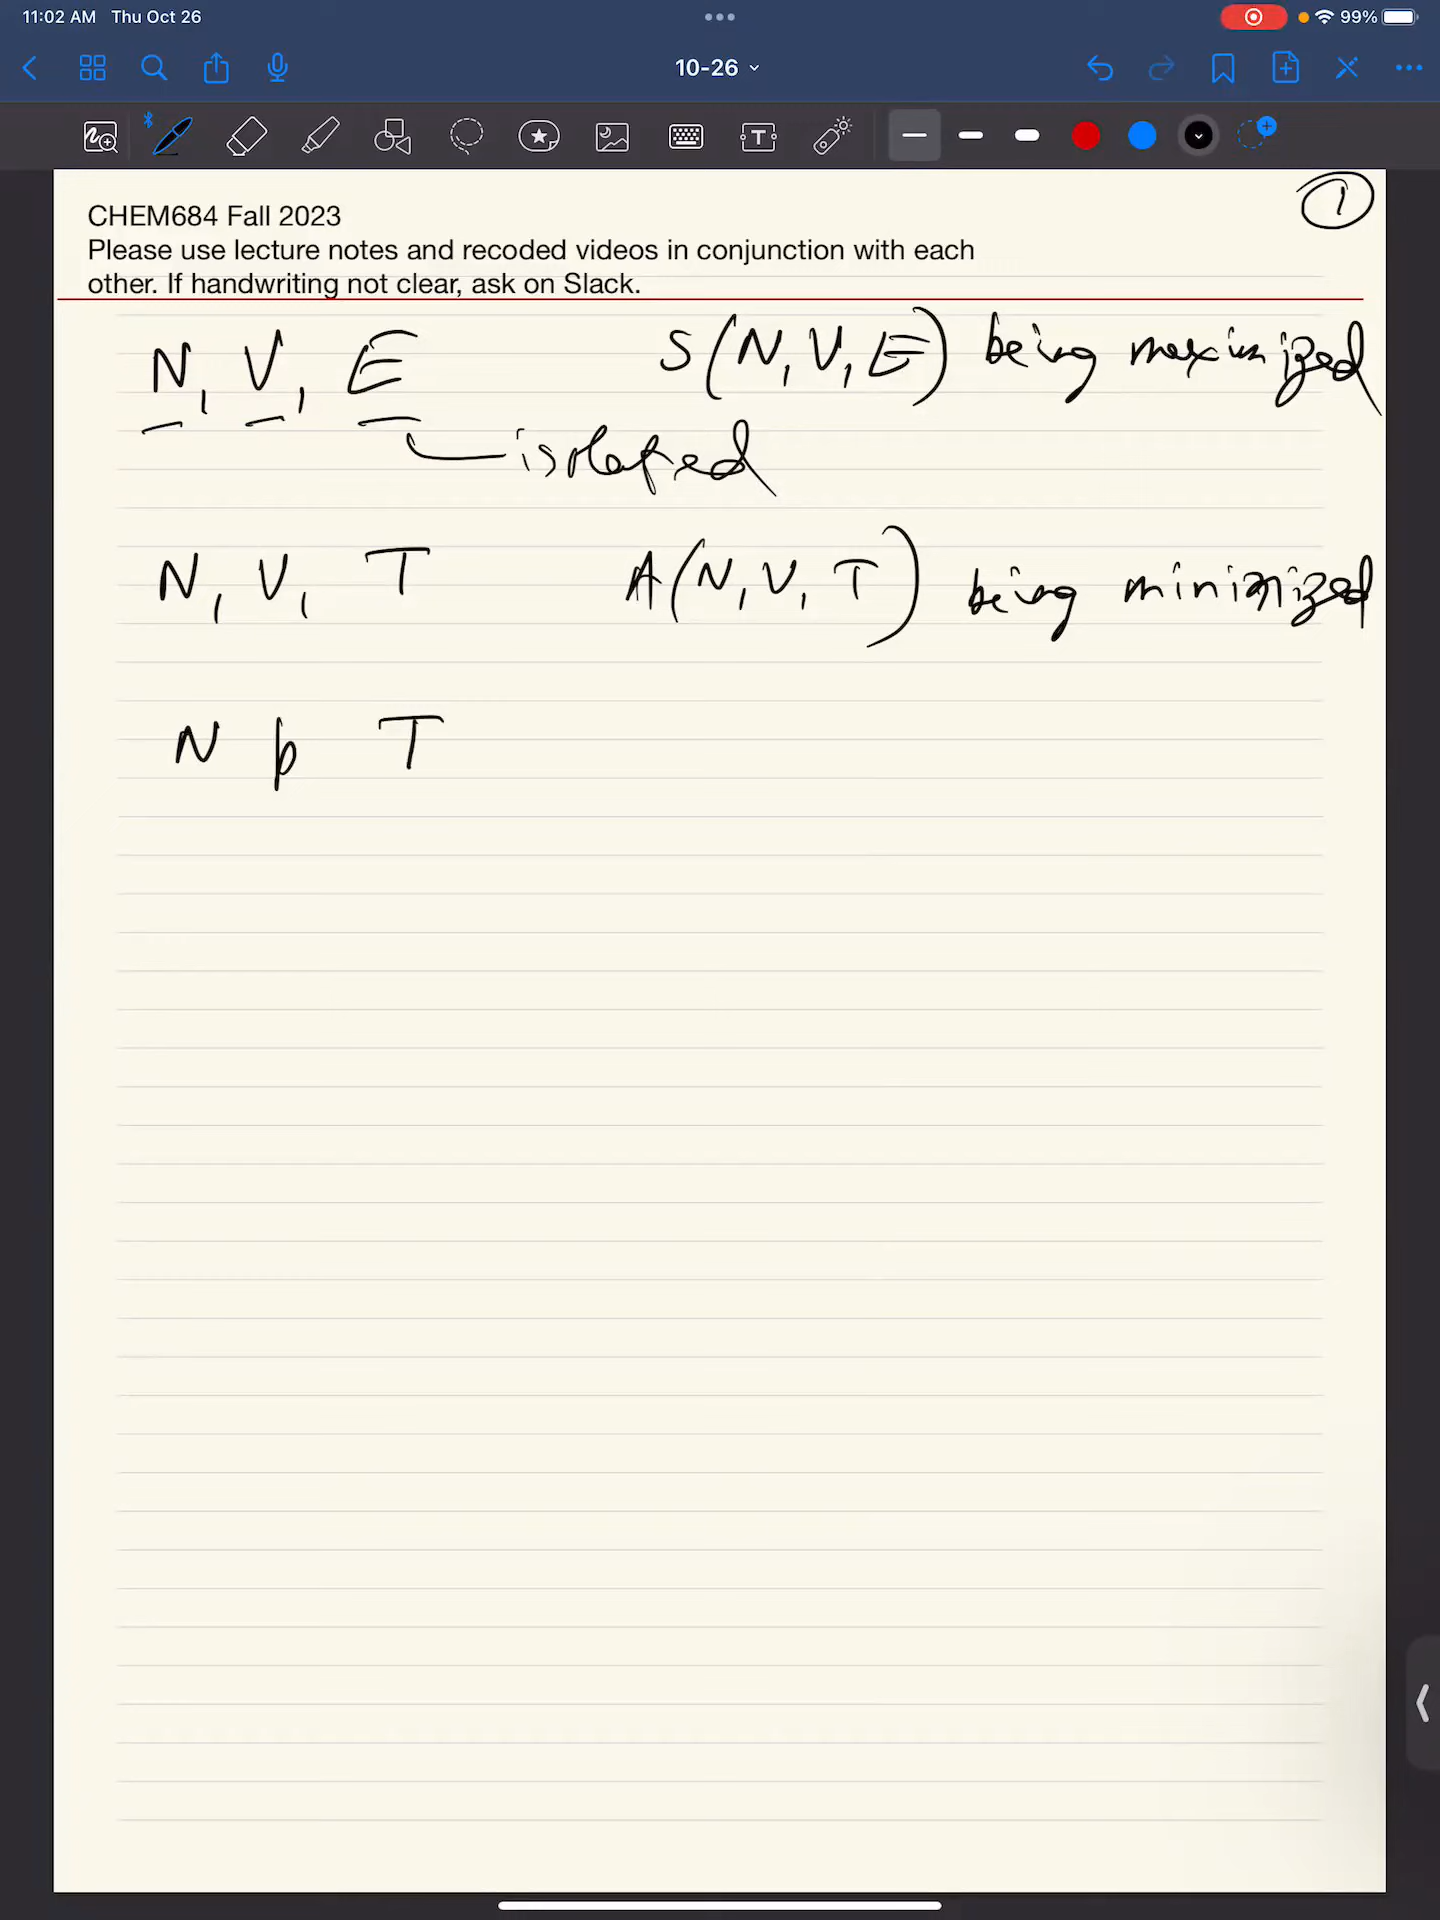 11:02 AM Thu Oct 26
99%
10-26
T
1
CHEM684 Fall 2023
Please use lecture notes and recoded videos in conjunction with each
other. If handwriting not clear, ask on Slack.
N, V, E S(N, V, E) being maximized
isolated
N, V, T A(N, V, T) being minimized
N p T